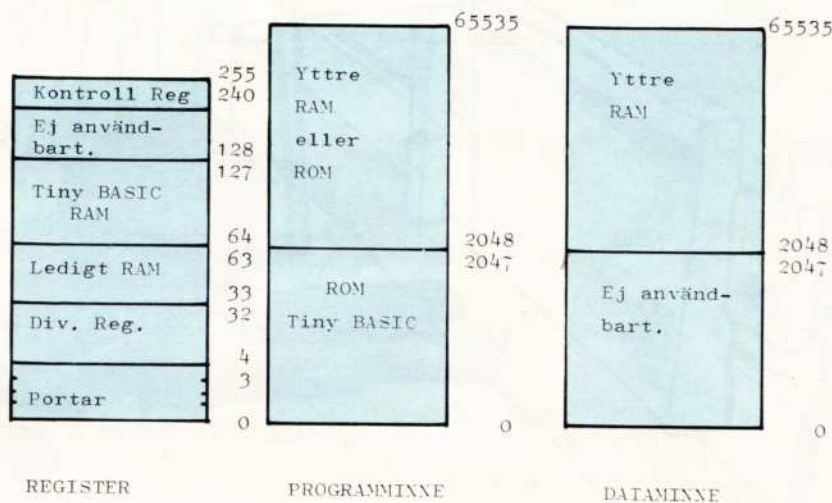 255
Kontroll Reg
240
Ej använd-
bart.
128
127
Tiny BASIC
RAM
64
63
Ledigt RAM
33
32
Div. Reg.
4
3
Portar
0
REGISTER
65535
Yttre
RAM
eller
ROM
2048
2047
ROM
Tiny BASIC
0
PROGRAMMINNE
65535
Yttre
RAM
2048
2047
Ej använd-
bart.
0
DATAMINNE